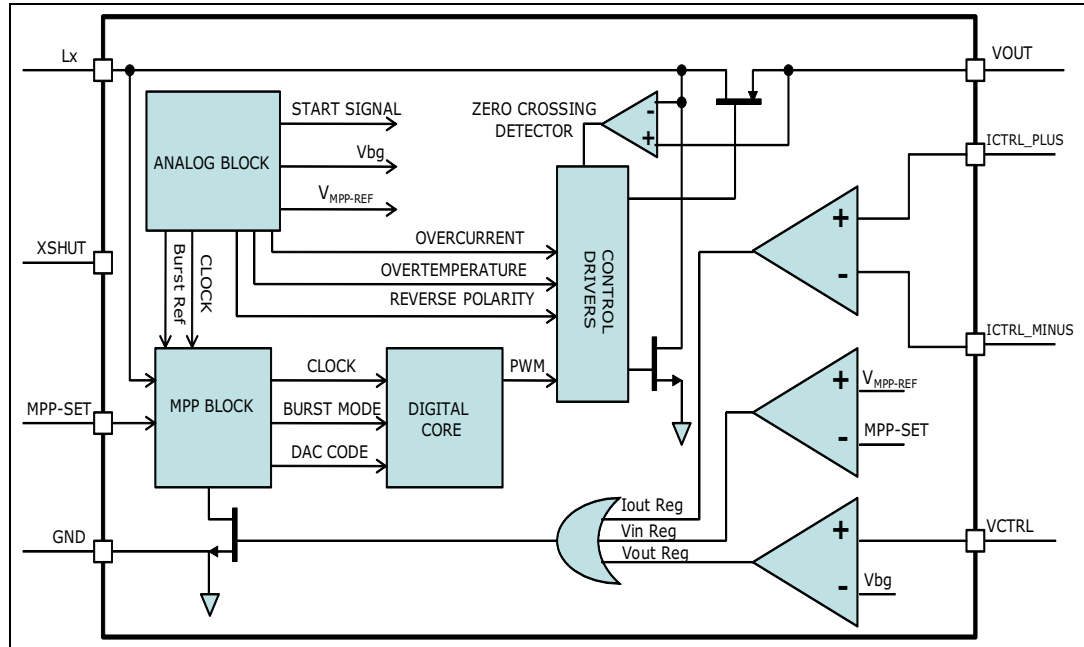 Lx
VOUT
START SIGNAL
ZERO CROSSING
DETECTOR
-
+
ANALOG BLOCK
Vbg
VMPP-REF
ICTRL_PLUS
XSHUT
Burst Ref
CLOCK
OVERCURRENT
OVERTEMPERATURE
REVERSE POLARITY
CONTROL
DRIVERS
+
-
ICTRL_MINUS
MPP-SET
MPP BLOCK
CLOCK
BURST MODE
DAC CODE
DIGITAL
CORE
PWM
+
-
VMPP-REF
MPP-SET
GND
Iout Reg
Vin Reg
Vout Reg
+
-
Vbg
VCTRL